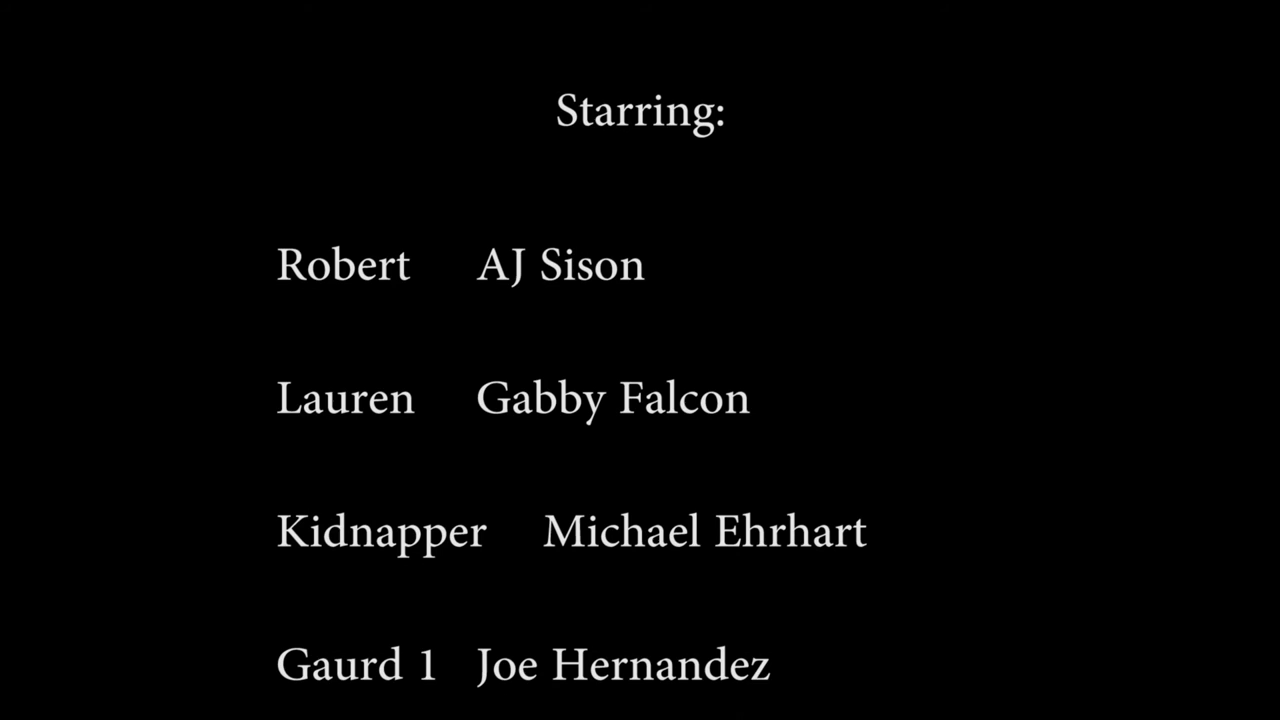 Starring:
Robert AJ Sison
Lauren Gabby Falcon
Kidnapper Michael Ehrhart
Gaurd 1 Joe Hernandez